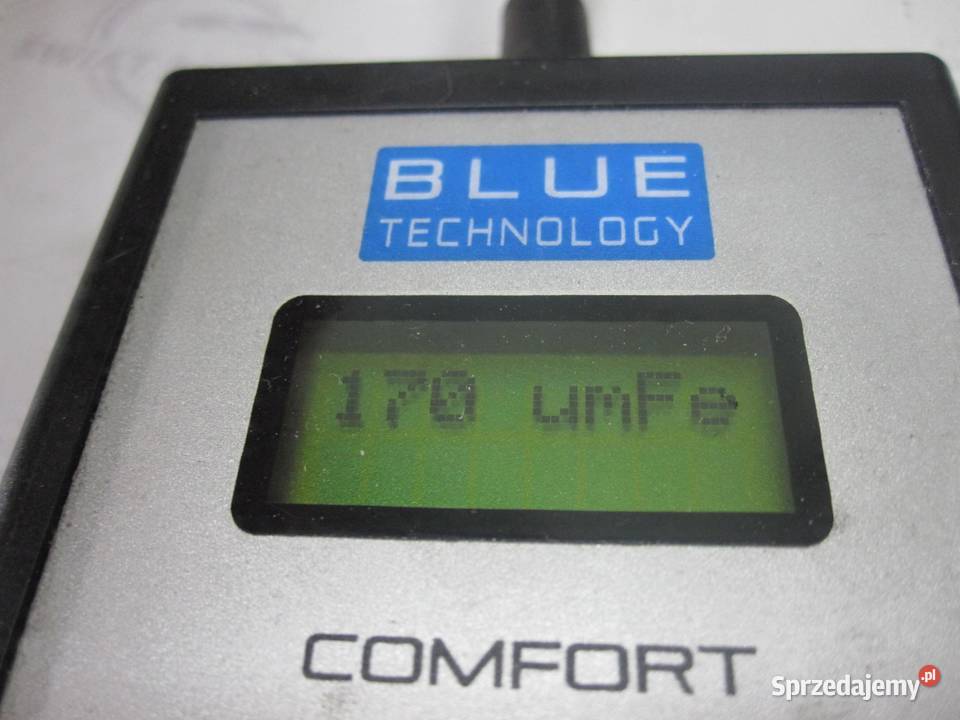 BLUE
TECHNOLOGY
170 umFe
COMFORT
Sprzedajemy.pl